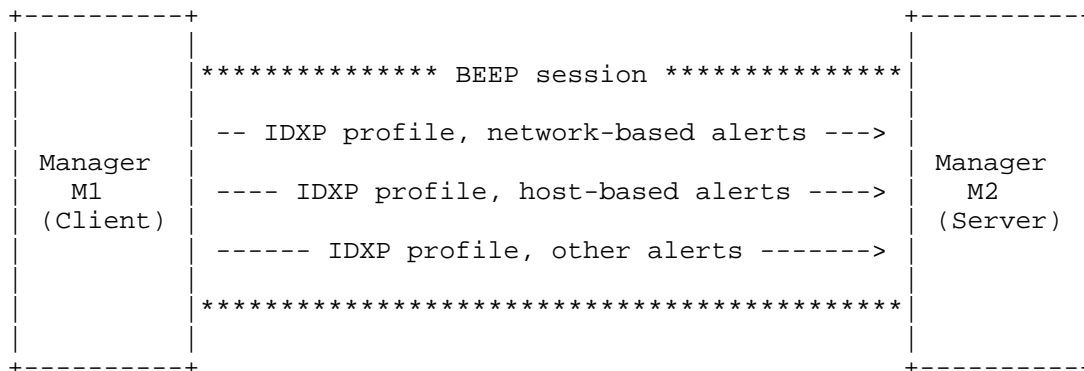 +----------+                                         +----------
|          |                                         |
|          |*************** BEEP session ***************|
|          |                                         |
|          | -- IDXP profile, network-based alerts ---> |
| Manager  |                                         | Manager
|   M1     | ---- IDXP profile, host-based alerts ----> |   M2
| (Client) |                                         | (Server)
|          | ------ IDXP profile, other alerts -------> |
|          |                                         |
|          |********************************************|
|          |                                         |
+----------+                                         +----------